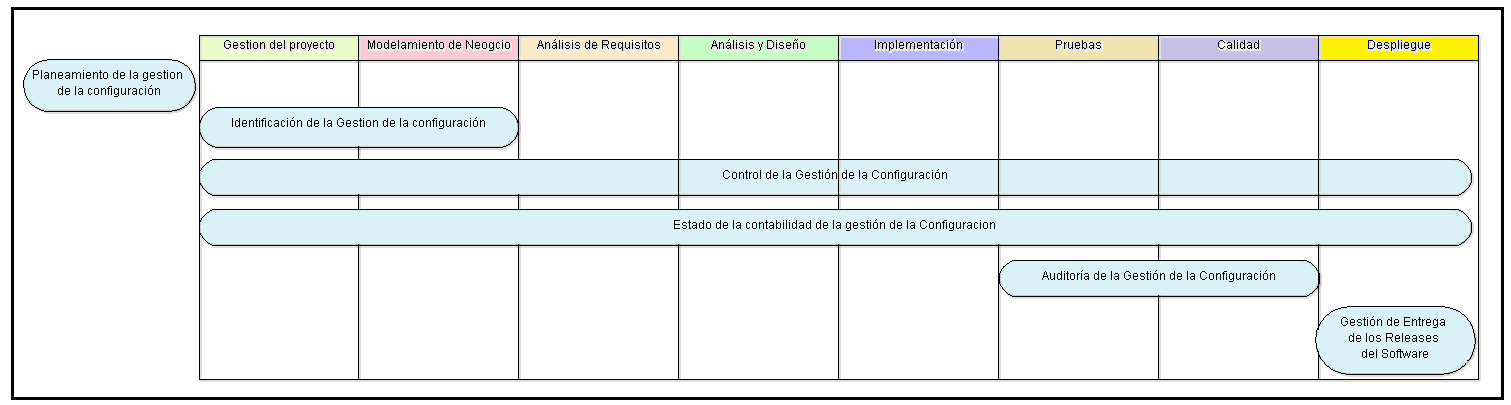 Gestion del proyecto
Modelamiento de Neogcio
Análisis de Requisitos
Análisis y Diseño
Implementación
Pruebas
Calidad
Despliegue
Planeamiento de la gestion
de la configuración
Identificación de la Gestion de la configuración
Control de la Gestión de la Configuración
Estado de la contabilidad de la gestión de la Configuracion
Auditoría de la Gestión de la Configuración
Gestión de Entrega
de los Releases
del Software